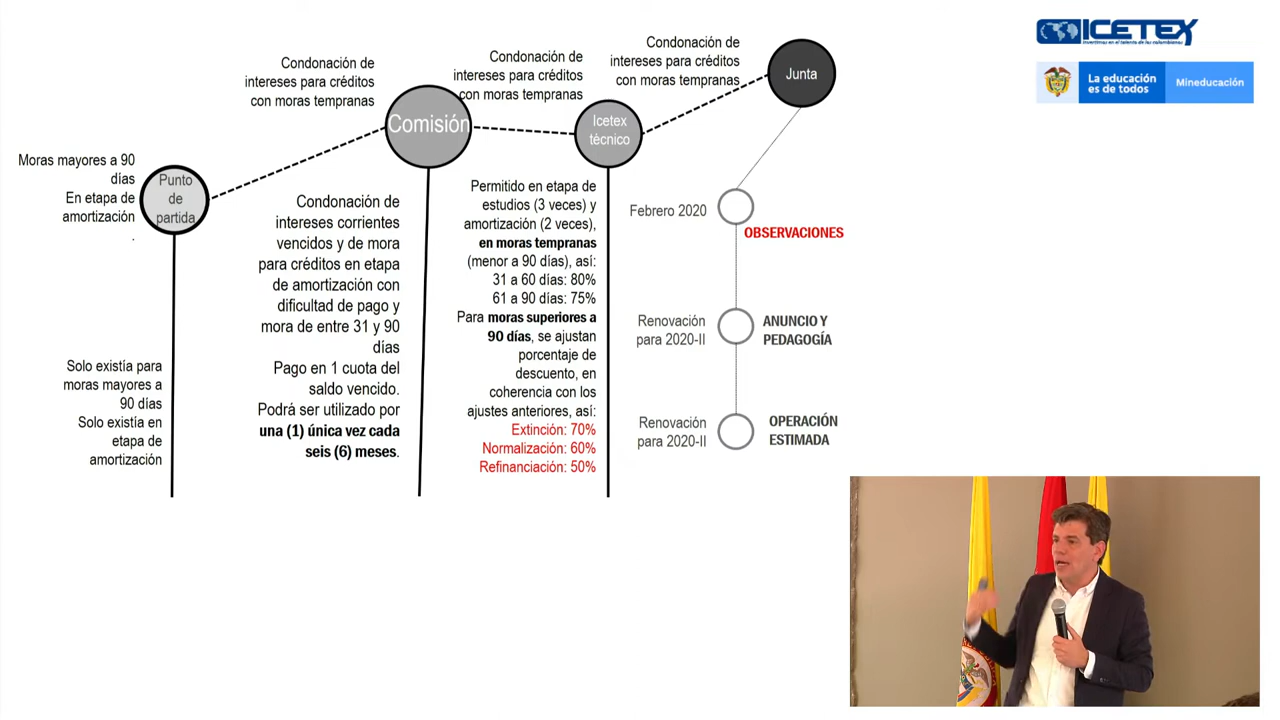 ICETEX
Invertimos en el talento de los colombianos
La educación
es de todos
Mineducación
Moras mayores a 90
días
En etapa de
amortización
.
Punto
de
partida
Solo existía para
moras mayores a
90 días
Solo existía en
etapa de
amortización
Condonación de
intereses para créditos
con moras tempranas
Comisión
Condonación de
intereses corrientes
vencidos y de mora
para créditos en etapa
de amortización con
dificultad de pago y
mora de entre 31 y 90
días
Pago en 1 cuota del
saldo vencido.
Podrá ser utilizado por
una (1) única vez cada
seis (6) meses.
Condonación de
intereses para créditos
con moras tempranas
Icetex
técnico
Permitido en etapa de
estudios (3 veces) y
amortización (2 veces),
en moras tempranas
(menor a 90 días), así:
31 a 60 días: 80%
61 a 90 días: 75%
Para moras superiores a
90 días, se ajustan
porcentaje de
descuento, en
coherencia con los
ajustes anteriores, así:
Extinción: 70%
Normalización: 60%
Refinanciación: 50%
Condonación de
intereses para créditos
con moras tempranas
Junta
Febrero 2020
OBSERVACIONES
Renovación
para 2020-II
ANUNCIO Y
PEDAGOGÍA
Renovación
para 2020-II
OPERACIÓN
ESTIMADA